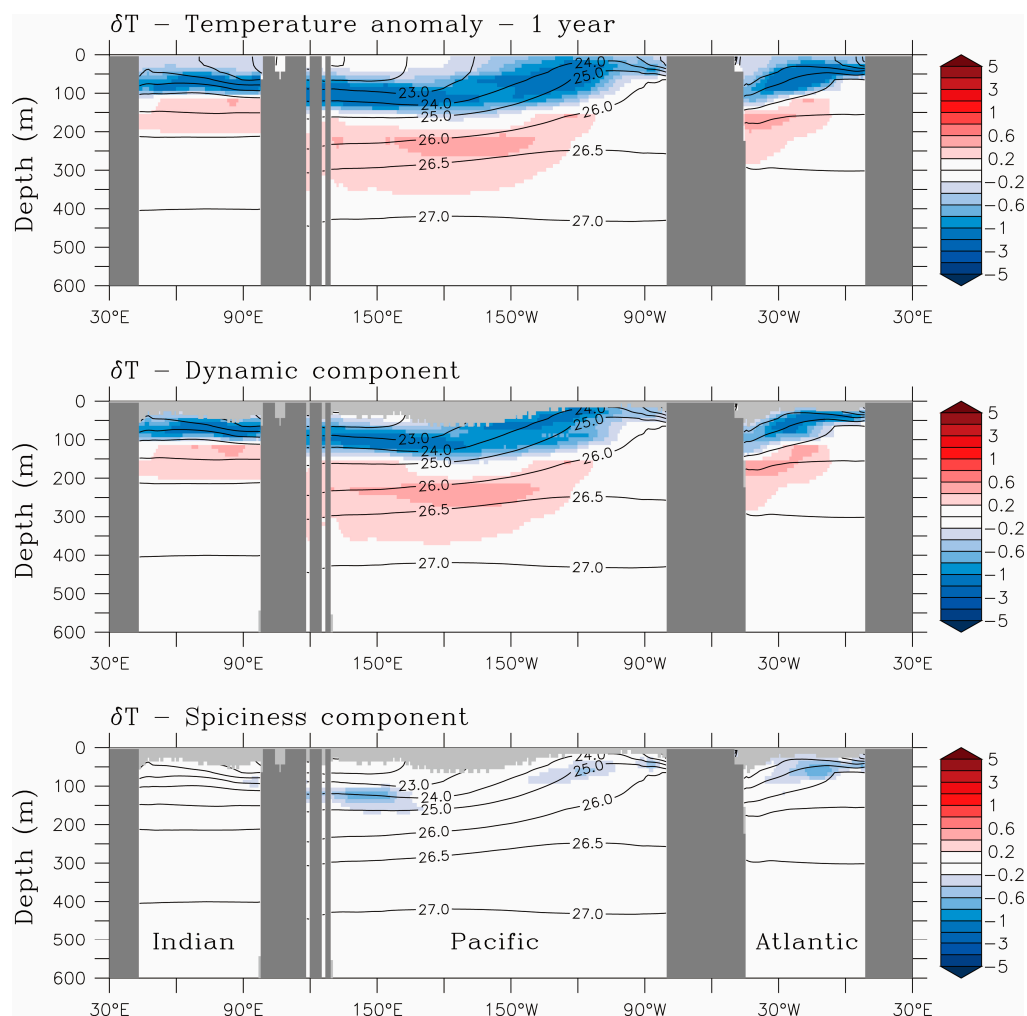 δT − Temperature anomaly − 1 year
Depth (m)
0
100
200
300
400
500
600
23.0
24.0
25.0
26.0
26.5
27.0
24.0
25.0
26.0
26.5
27.0
30°E
90°E
150°E
150°W
90°W
30°W
30°E
5
3
1
0.6
0.2
−0.2
−0.6
−1
−3
−5
δT − Dynamic component
Depth (m)
0
100
200
300
400
500
600
23.0
24.0
25.0
26.0
26.5
27.0
24.0
25.0
26.0
26.5
27.0
30°E
90°E
150°E
150°W
90°W
30°W
30°E
5
3
1
0.6
0.2
−0.2
−0.6
−1
−3
−5
δT − Spiciness component
Depth (m)
0
100
200
300
400
500
600
23.0
24.0
25.0
26.0
26.5
27.0
24.0
25.0
26.0
26.5
27.0
Indian
Pacific
Atlantic
30°E
90°E
150°E
150°W
90°W
30°W
30°E
5
3
1
0.6
0.2
−0.2
−0.6
−1
−3
−5